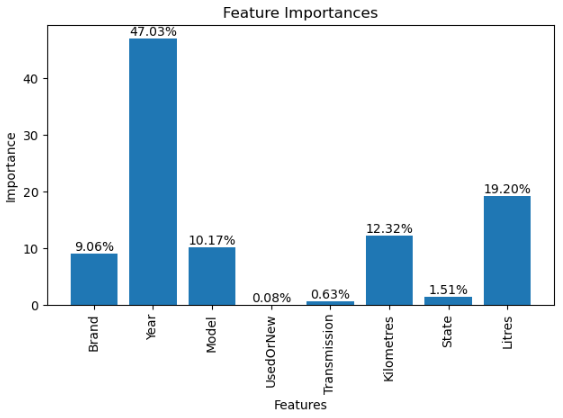 Feature Importances
47.03%
40
Importance
30
20
19.20%
12.32%
10.17%
10
9.06%
1.51%
0.63%
0.08%
0
Brand
Year
Model
UsedOrNew
Transmission
Kilometres
State
Litres
Features